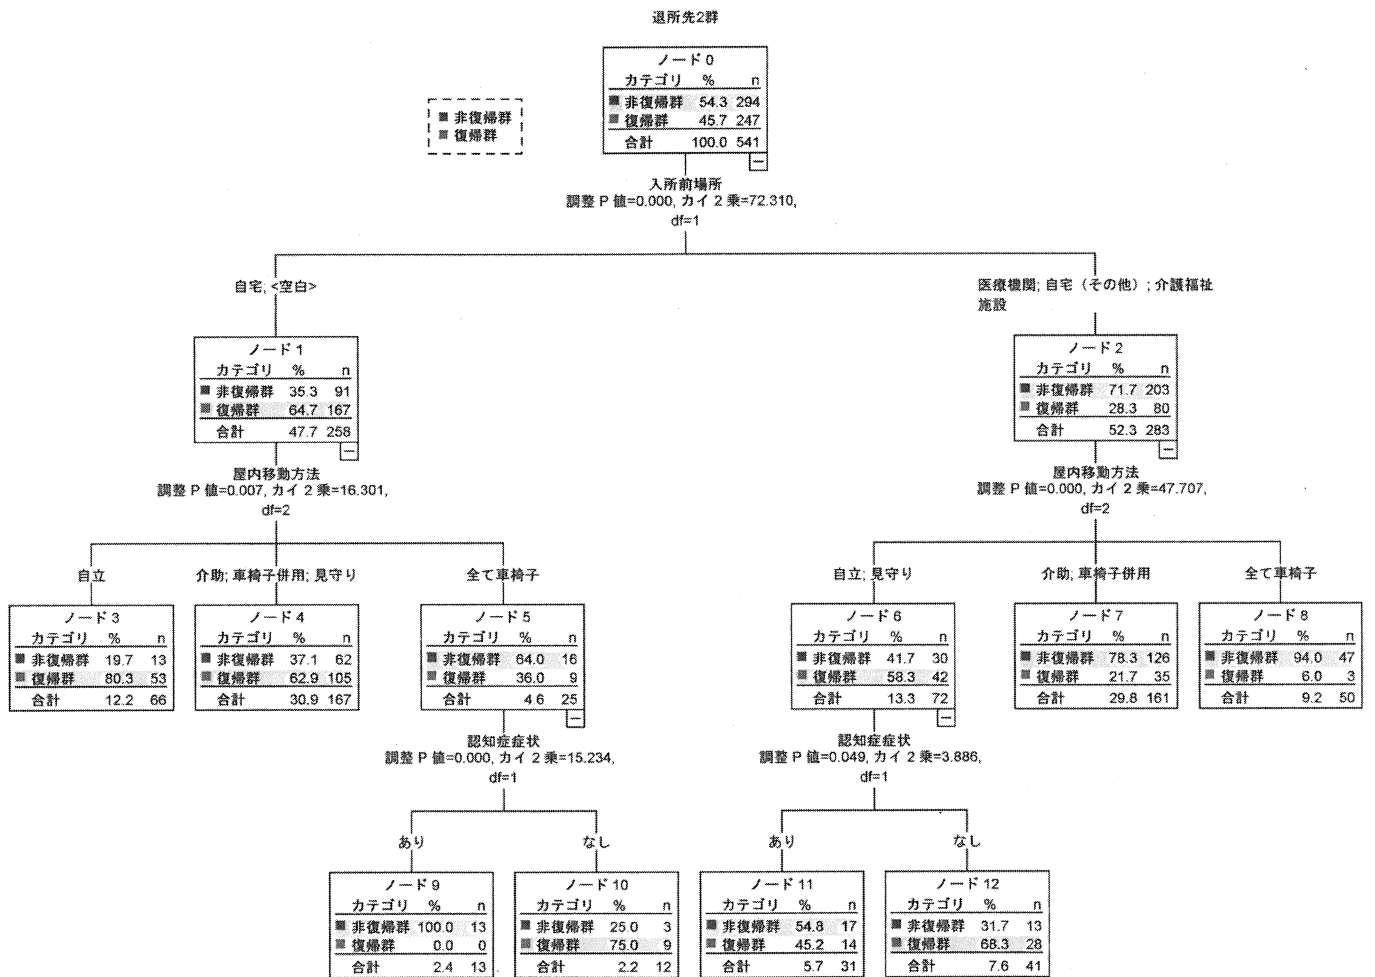 退所先2群
ノード 0
カテゴリ % n
非復帰群 54.3 294
復帰群 45.7 247
合計 100.0 541
非復帰群
復帰群
入所前場所
調整 P 値=0.000, カイ 2 乗=72.310,
df=1
自宅; <空白>
医療機関; 自宅（その他）; 介護福祉
施設
ノード 1
カテゴリ % n
非復帰群 35.3 91
復帰群 64.7 167
合計 47.7 258
ノード 2
カテゴリ % n
非復帰群 71.7 203
復帰群 28.3 80
合計 52.3 283
屋内移動方法
調整 P 値=0.007, カイ 2 乗=16.301,
df=2
屋内移動方法
調整 P 値=0.000, カイ 2 乗=47.707,
df=2
自立
介助; 車椅子併用; 見守り
全て車椅子
自立; 見守り
介助; 車椅子併用
全て車椅子
ノード 3
カテゴリ % n
非復帰群 19.7 13
復帰群 80.3 53
合計 12.2 66
ノード 4
カテゴリ % n
非復帰群 37.1 62
復帰群 62.9 105
合計 30.9 167
ノード 5
カテゴリ % n
非復帰群 64.0 16
復帰群 36.0 9
合計 4.6 25
ノード 6
カテゴリ % n
非復帰群 41.7 30
復帰群 58.3 42
合計 13.3 72
ノード 7
カテゴリ % n
非復帰群 78.3 126
復帰群 21.7 35
合計 29.8 161
ノード 8
カテゴリ % n
非復帰群 94.0 47
復帰群 6.0 3
合計 9.2 50
認知症症状
調整 P 値=0.000, カイ 2 乗=15.234,
df=1
認知症症状
調整 P 値=0.049, カイ 2 乗=3.886,
df=1
あり
なし
あり
なし
ノード 9
カテゴリ % n
非復帰群 100.0 13
復帰群 0.0 0
合計 2.4 13
ノード 10
カテゴリ % n
非復帰群 25.0 3
復帰群 75.0 9
合計 2.2 12
ノード 11
カテゴリ % n
非復帰群 54.8 17
復帰群 45.2 14
合計 5.7 31
ノード 12
カテゴリ % n
非復帰群 31.7 13
復帰群 68.3 28
合計 7.6 41